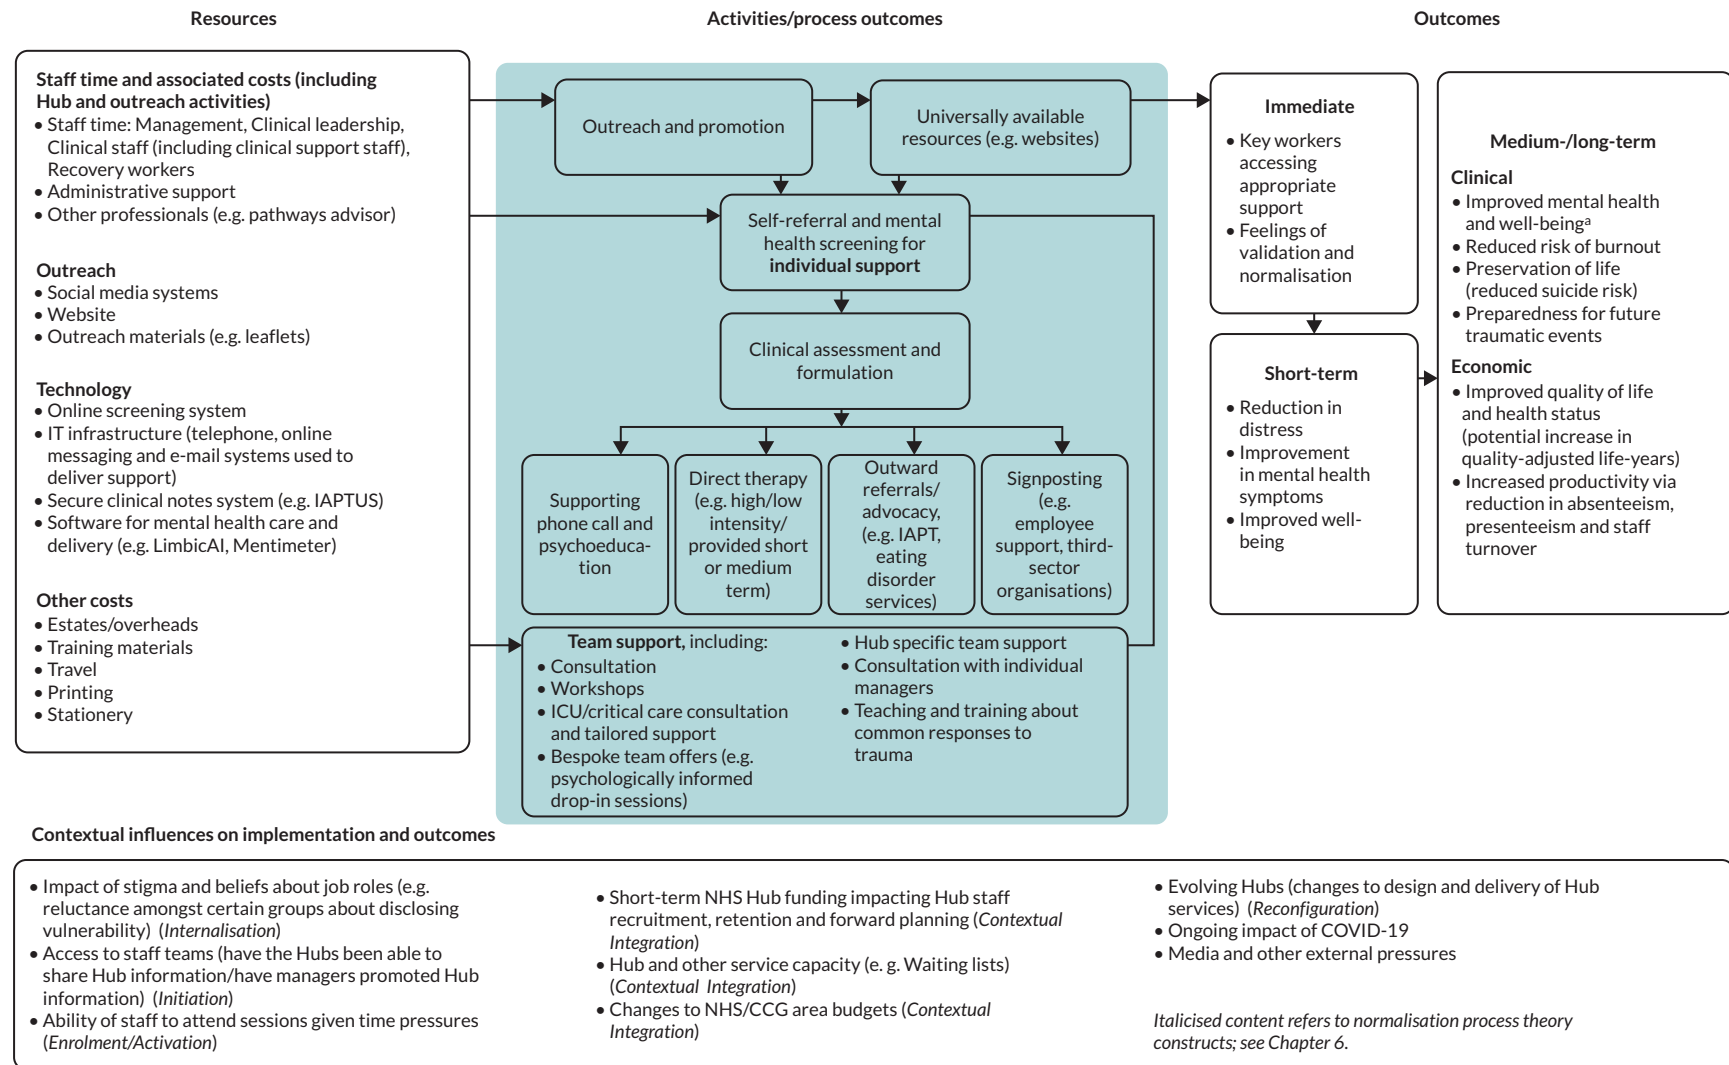 Resources
Activities/process outcomes
Outcomes
Staff time and associated costs (including
Hub and outreach activities)
• Staff time: Management, Clinical leadership,
Clinical staff (including clinical support staff),
Recovery workers
• Administrative support
• Other professionals (e.g. pathways advisor)
Outreach
• Social media systems
• Website
• Outreach materials (e.g. leaflets)
Technology
• Online screening system
• IT infrastructure (telephone, online
messaging and e-mail systems used to
deliver support)
• Secure clinical notes system (e.g. IAPTUS)
• Software for mental health care and
delivery (e.g. LimbicAI, Mentimeter)
Other costs
• Estates/overheads
• Training materials
• Travel
• Printing
• Stationery
Outreach and promotion
Universally available
resources (e.g. websites)
Self-referral and mental
health screening for
individual support
Clinical assessment and
formulation
Supporting
phone call and
psychoeduca-
tion
Direct therapy
(e.g. high/low
intensity/
provided short
or medium
term)
Outward
referrals/
advocacy,
(e.g. IAPT,
eating
disorder
services)
Signposting
(e.g.
employee
support, third-
sector
organisations)
Team support, including:
• Consultation
• Workshops
• ICU/critical care consultation
and tailored support
• Bespoke team offers (e.g.
psychologically informed
drop-in sessions)
• Hub specific team support
• Consultation with individual
managers
• Teaching and training about
common responses to
trauma
Immediate
• Key workers
accessing
appropriate
support
• Feelings of
validation and
normalisation
Short-term
• Reduction in
distress
• Improvement
in mental health
symptoms
• Improved well-
being
Medium-/long-term
Clinical
• Improved mental health
and well-beingᵃ
• Reduced risk of burnout
• Preservation of life
(reduced suicide risk)
• Preparedness for future
traumatic events
Economic
• Improved quality of life
and health status
(potential increase in
quality-adjusted life-years)
• Increased productivity via
reduction in absenteeism,
presenteeism and staff
turnover
Contextual influences on implementation and outcomes
• Impact of stigma and beliefs about job roles (e.g.
reluctance amongst certain groups about disclosing
vulnerability) (Internalisation)
• Access to staff teams (have the Hubs been able to
share Hub information/have managers promoted Hub
information) (Initiation)
• Ability of staff to attend sessions given time pressures
(Enrolment/Activation)
• Short-term NHS Hub funding impacting Hub staff
recruitment, retention and forward planning (Contextual
Integration)
• Hub and other service capacity (e. g. Waiting lists)
(Contextual Integration)
• Changes to NHS/CCG area budgets (Contextual
Integration)
• Evolving Hubs (changes to design and delivery of Hub
services) (Reconfiguration)
• Ongoing impact of COVID-19
• Media and other external pressures
Italicised content refers to normalisation process theory
constructs; see Chapter 6.